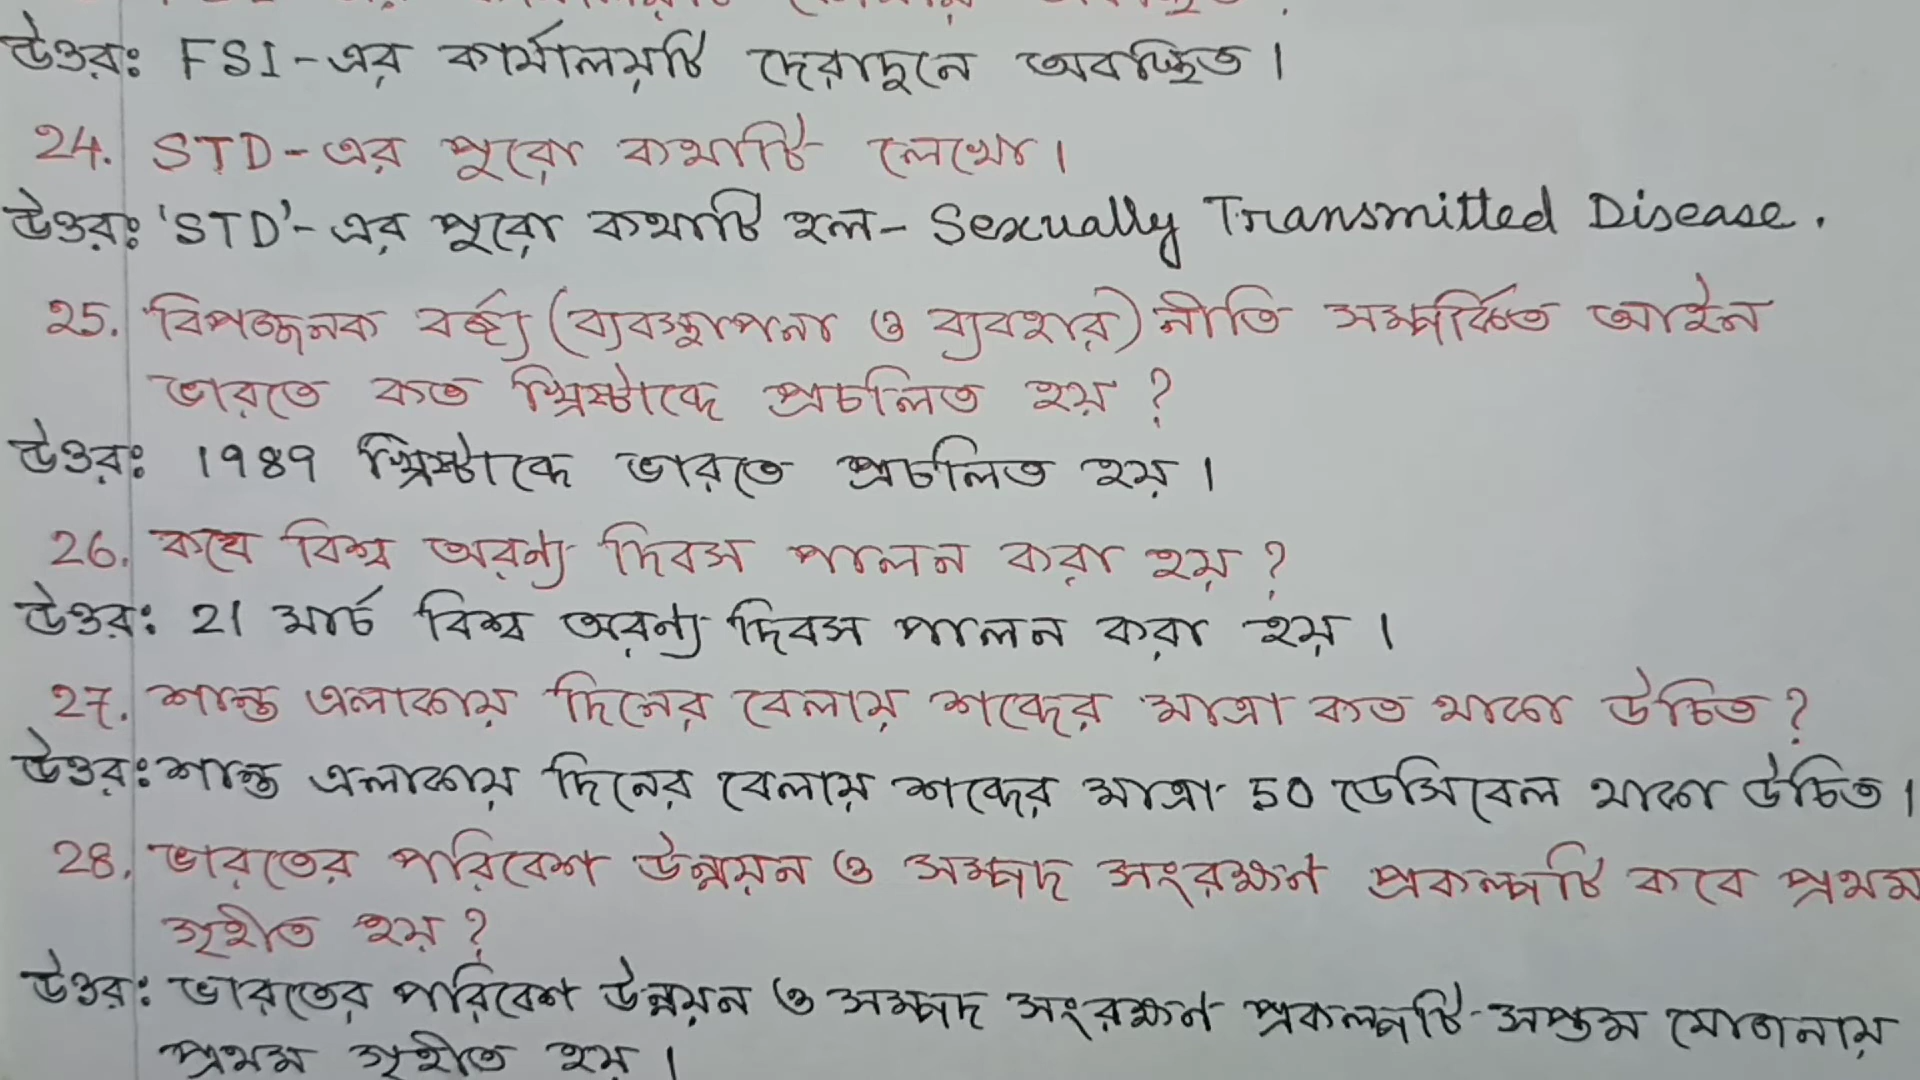 উত্তরঃ FSI-এর কার্যালয়টি দেরাদুনে অবস্থিত।
24. STD-এর পুরো কথাটি লেখো।
উত্তরঃ 'STD'-এর পুরো কথাটি হল- Sexually Transmitted Disease.
25. বিপজ্জনক বর্জ্য (ব্যবস্থাপনা ও ব্যবহার) নীতি সম্পর্কিত আইন
ভারতে কত খ্রিস্টাব্দে প্রচলিত হয়?
উত্তরঃ 1989 খ্রিস্টাব্দে ভারতে প্রচলিত হয়।
26. কবে বিশ্ব অরণ্য দিবস পালন করা হয়?
উত্তরঃ 21 মার্চ বিশ্ব অরণ্য দিবস পালন করা হয়।
27. শান্ত এলাকায় দিনের বেলায় শব্দের মাত্রা কত থাকা উচিত?
উত্তরঃ শান্ত এলাকায় দিনের বেলায় শব্দের মাত্রা 50 ডেসিবেল থাকা উচিত।
28. ভারতের পরিবেশ উন্নয়ন ও সম্পদ সংরক্ষণ প্রকল্পটি কবে প্রথম
গৃহীত হয়?
উত্তরঃ ভারতের পরিবেশ উন্নয়ন ও সম্পদ সংরক্ষণ প্রকল্পটি সপ্তম যোজনায়
প্রথম গৃহীত হয়।